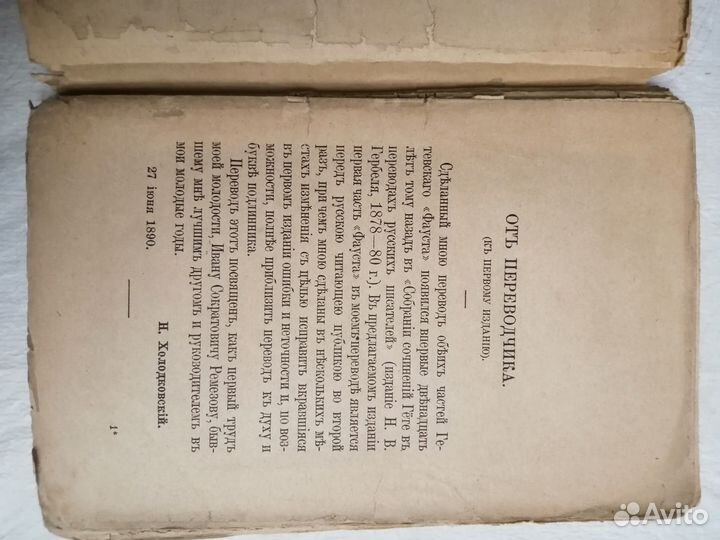 ОТЪ ПЕРЕВОДЧИКА.
(КЪ ПЕРВОМУ ИЗДАНІЮ).
Сдѣланный мною переводъ обѣихъ частей Ге-
тевскаго «Фауста» появился впервые двѣнадцать
лѣтъ тому назадъ въ «Собраніи сочиненій Гёте въ
переводахъ русскихъ писателей» (изданіе Н. В.
Гербеля, 1878—80 г.). Въ предлагаемомъ изданіи
первая часть «Фауста» въ моемъ переводѣ является
передъ русскою читающею публикою во второй
разъ, при чемъ мною сдѣланы въ нѣсколькихъ мѣ-
стахъ измѣненія съ цѣлью исправить вкравшіяся
въ первомъ изданіи ошибки и неточности и, по воз-
можности, полнѣе приблизить переводъ къ духу и
буквѣ подлинника.
Переводъ этотъ посвященъ, какъ первый трудъ
моей молодости, Ивану Сократовичу Ремезову, быв-
шему мнѣ лучшимъ другомъ и руководителемъ въ
мои молодые годы.
Н. Холодковскій.
27 іюня 1890.
1*
Avito